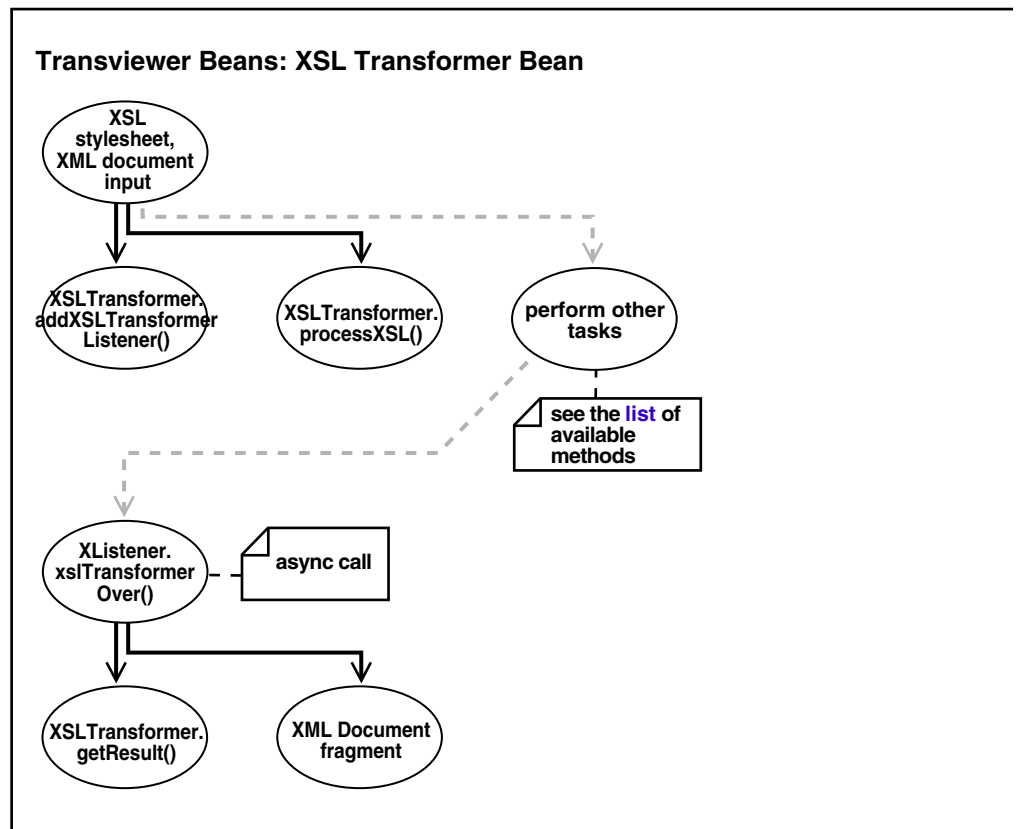 Transviewer Beans: XSL Transformer Bean
XSL
stylesheet,
XML document
input
XSLTransformer.
addXSLTransformer
Listener()
XSLTransformer.
processXSL()
perform other
tasks
see the list of
available
methods
XListener.
xslTransformer
Over()
async call
XSLTransformer.
getResult()
XML Document
fragment